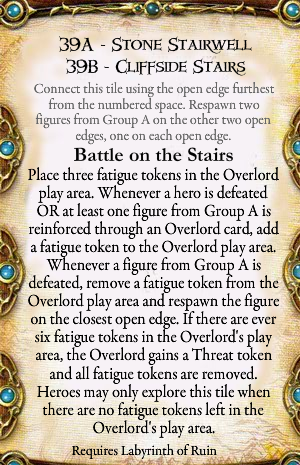 39A - Stone Stairwell
39B - Cliffside Stairs
Connect this tile using the open edge furthest
from the numbered space. Respawn two
figures from Group A on the other two open
edges, one on each open edge.
Battle on the Stairs
Place three fatigue tokens in the Overlord
play area. Whenever a hero is defeated
OR at least one figure from Group A is
reinforced through an Overlord card, add
a fatigue token to the Overlord play area.
Whenever a figure from Group A is
defeated, remove a fatigue token from the
Overlord play area and respawn the figure
on the closest open edge. If there are ever
six fatigue tokens in the Overlord's play
area, the Overlord gains a Threat token
and all fatigue tokens are removed.
Heroes may only explore this tile when
there are no fatigue tokens left in the
Overlord's play area.
Requires Labyrinth of Ruin